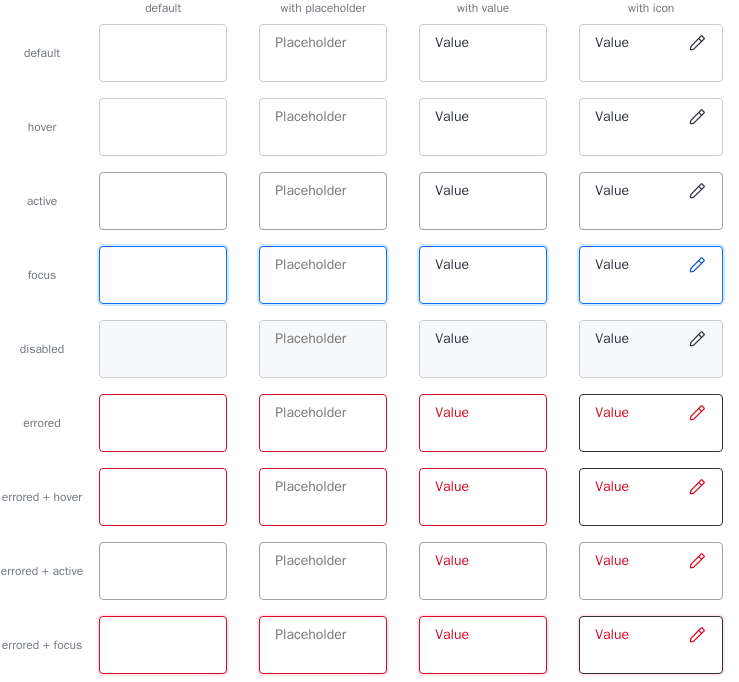 default with placeholder with value with icon
default Placeholder Value Value
hover Placeholder Value Value
active Placeholder Value Value
focus Placeholder Value Value
disabled Placeholder Value Value
errored Placeholder Value Value
errored + hover Placeholder Value Value
errored + active Placeholder Value Value
errored + focus Placeholder Value Value